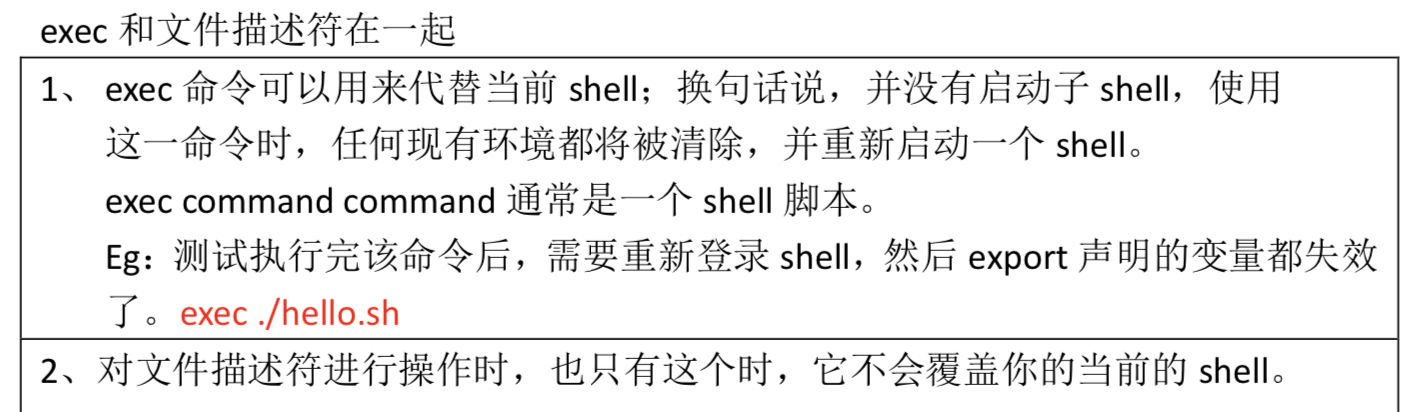 exec 和文件描述符在一起
1、 exec 命令可以用来代替当前 shell；换句话说，并没有启动子 shell，使用
这一命令时，任何现有环境都将被清除，并重新启动一个 shell。
exec command command 通常是一个 shell 脚本。
Eg：测试执行完该命令后，需要重新登录 shell，然后 export 声明的变量都失效
了。exec ./hello.sh
2、对文件描述符进行操作时，也只有这个时，它不会覆盖你的当前的 shell。